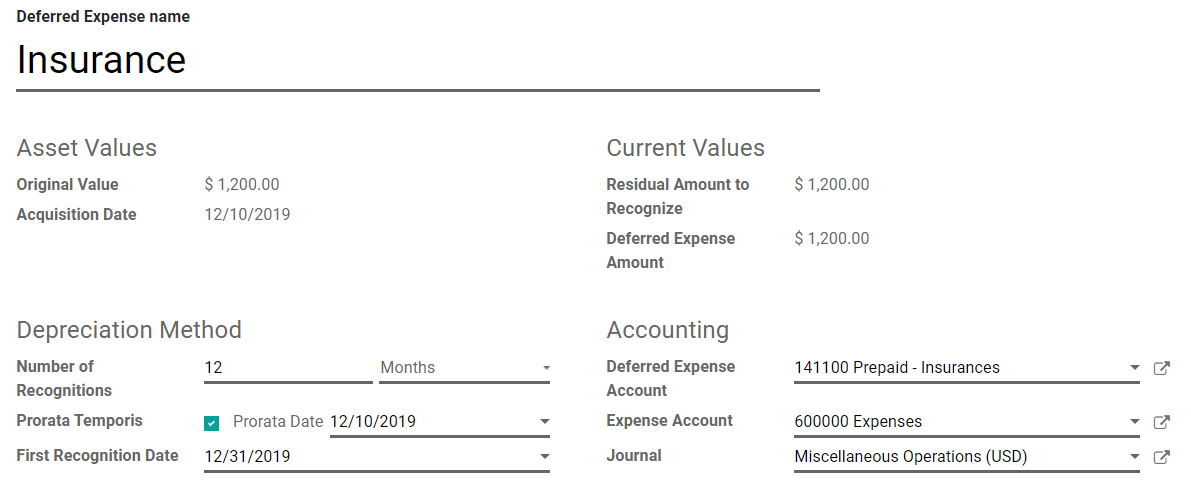 Deferred Expense name
Insurance
Asset Values
Original Value $ 1,200.00
Acquisition Date 12/10/2019
Current Values
Residual Amount to $ 1,200.00
Recognize
Deferred Expense $ 1,200.00
Amount
Depreciation Method
Number of 12 Months
Recognitions
Prorata Temporis Prorata Date 12/10/2019
First Recognition Date 12/31/2019
Accounting
Deferred Expense 141100 Prepaid - Insurances
Account
Expense Account 600000 Expenses
Journal Miscellaneous Operations (USD)